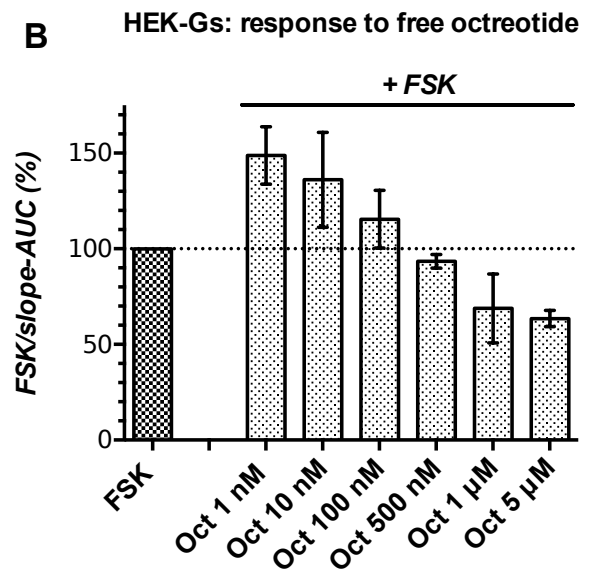 B
HEK-Gs: response to free octreotide
+ FSK
FSK/slope-AUC (%)
150
100
50
0
FSK
Oct 1 nM
Oct 10 nM
Oct 100 nM
Oct 500 nM
Oct 1 µM
Oct 5 µM